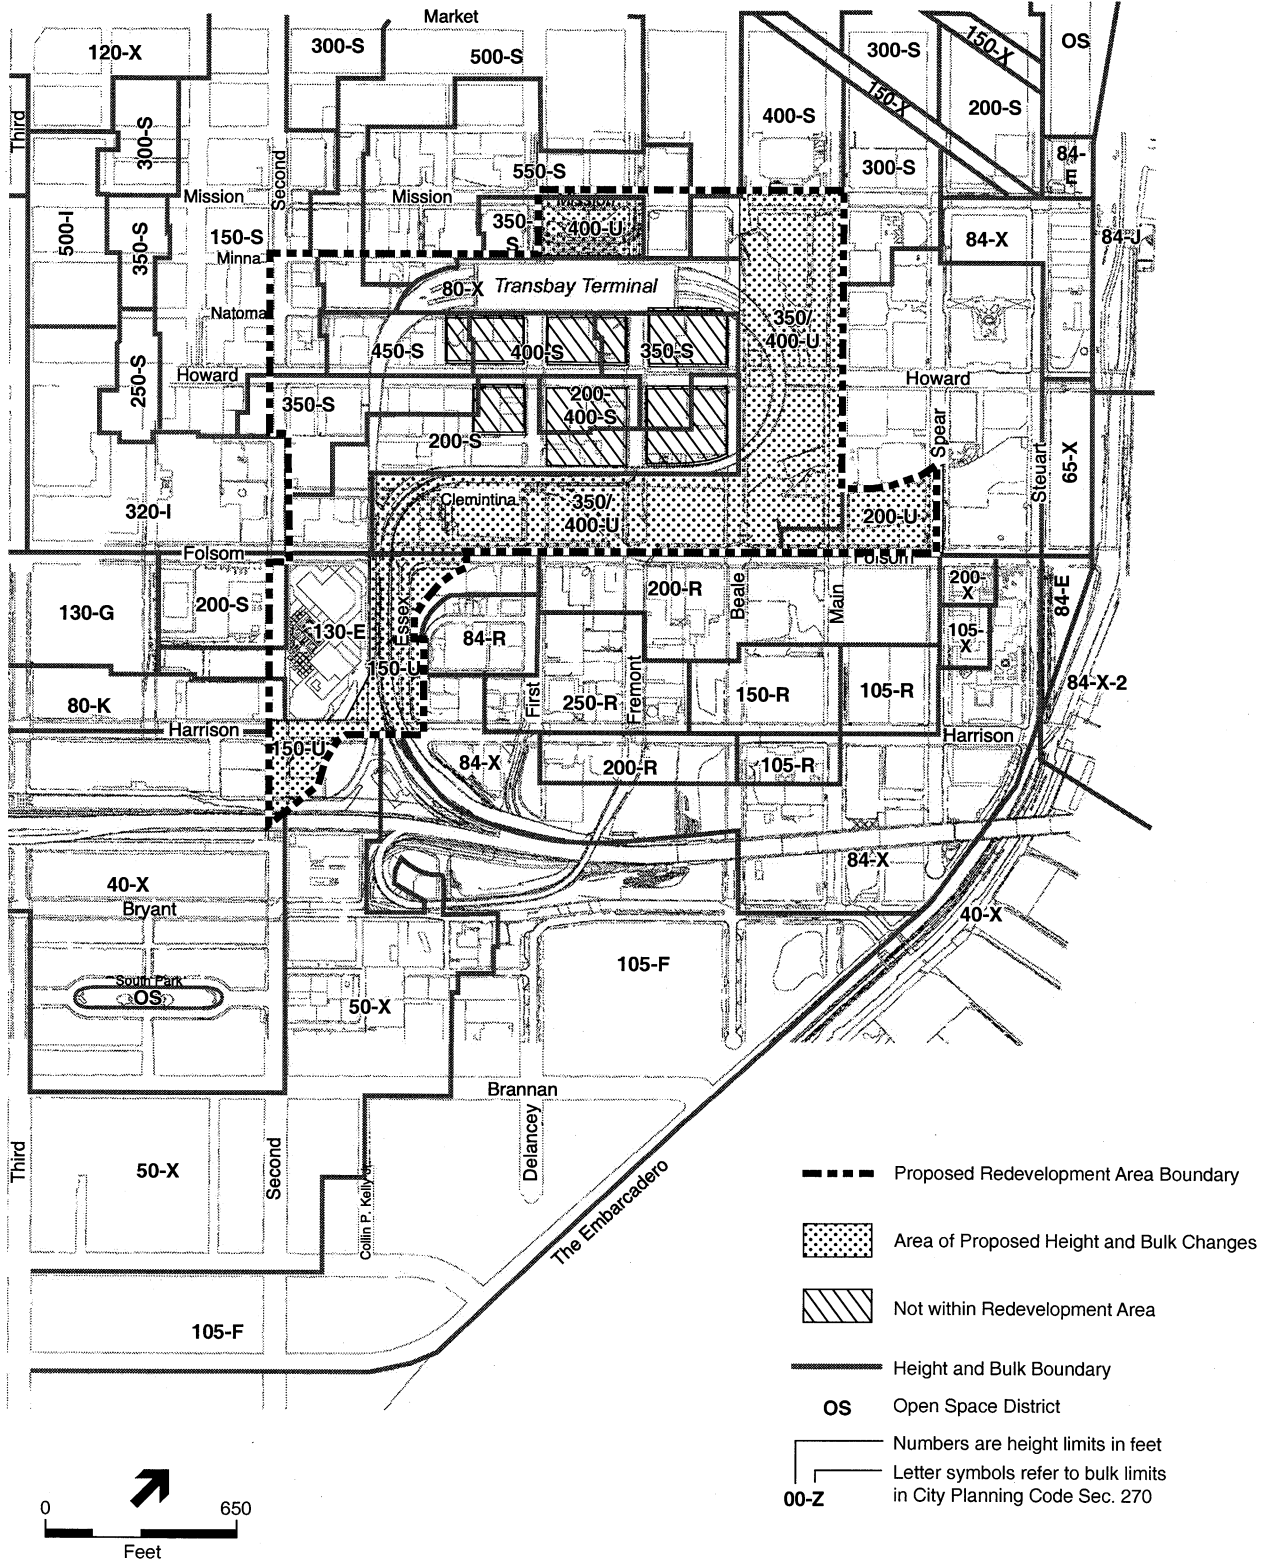 Market
120-X
300-S
500-S
300-S
150-X
OS
150-X
200-S
400-S
Third
300-S
Second
550-S
300-S
84-
E
Mission
Mission
Mission
500-I
350-S
150-S
350-
S
400-U
84-X
84-J
Minna
80-X
Transbay Terminal
Natoma
350/
400-U
450-S
400-S
350-S
250-S
Howard
Howard
350-S
200-
400-S
200-S
Spear
Steuart
65-X
Clemintina
350/
400-U
200-U
320-I
Folsom
Folsom
130-G
200-S
130-E
Essex
200-R
Beale
Main
200-
X
84-E
105-
X
84-R
150-U
80-K
First
250-R
Fremont
150-R
105-R
84-X-2
Harrison
Harrison
150-U
84-X
200-R
105-R
84-X
40-X
Bryant
40-X
South Park
OS
105-F
50-X
Brannan
Delancey
Third
50-X
Second
Collin P. Kelly Jr.
The Embarcadero
105-F
Proposed Redevelopment Area Boundary
Area of Proposed Height and Bulk Changes
Not within Redevelopment Area
Height and Bulk Boundary
OS Open Space District
Numbers are height limits in feet
Letter symbols refer to bulk limits
00-Z in City Planning Code Sec. 270
0 650
Feet